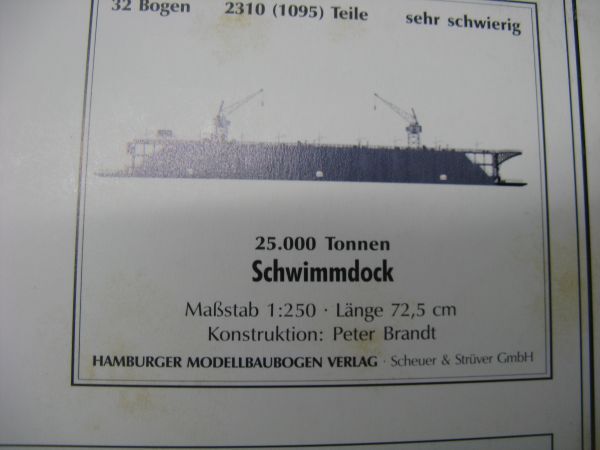 32 Bogen 2310 (1095) Teile sehr schwierig
25.000 Tonnen
Schwimmdock
Maßstab 1:250 · Länge 72,5 cm
Konstruktion: Peter Brandt
HAMBURGER MODELLBAUBOGEN VERLAG · Scheuer & Strüver GmbH